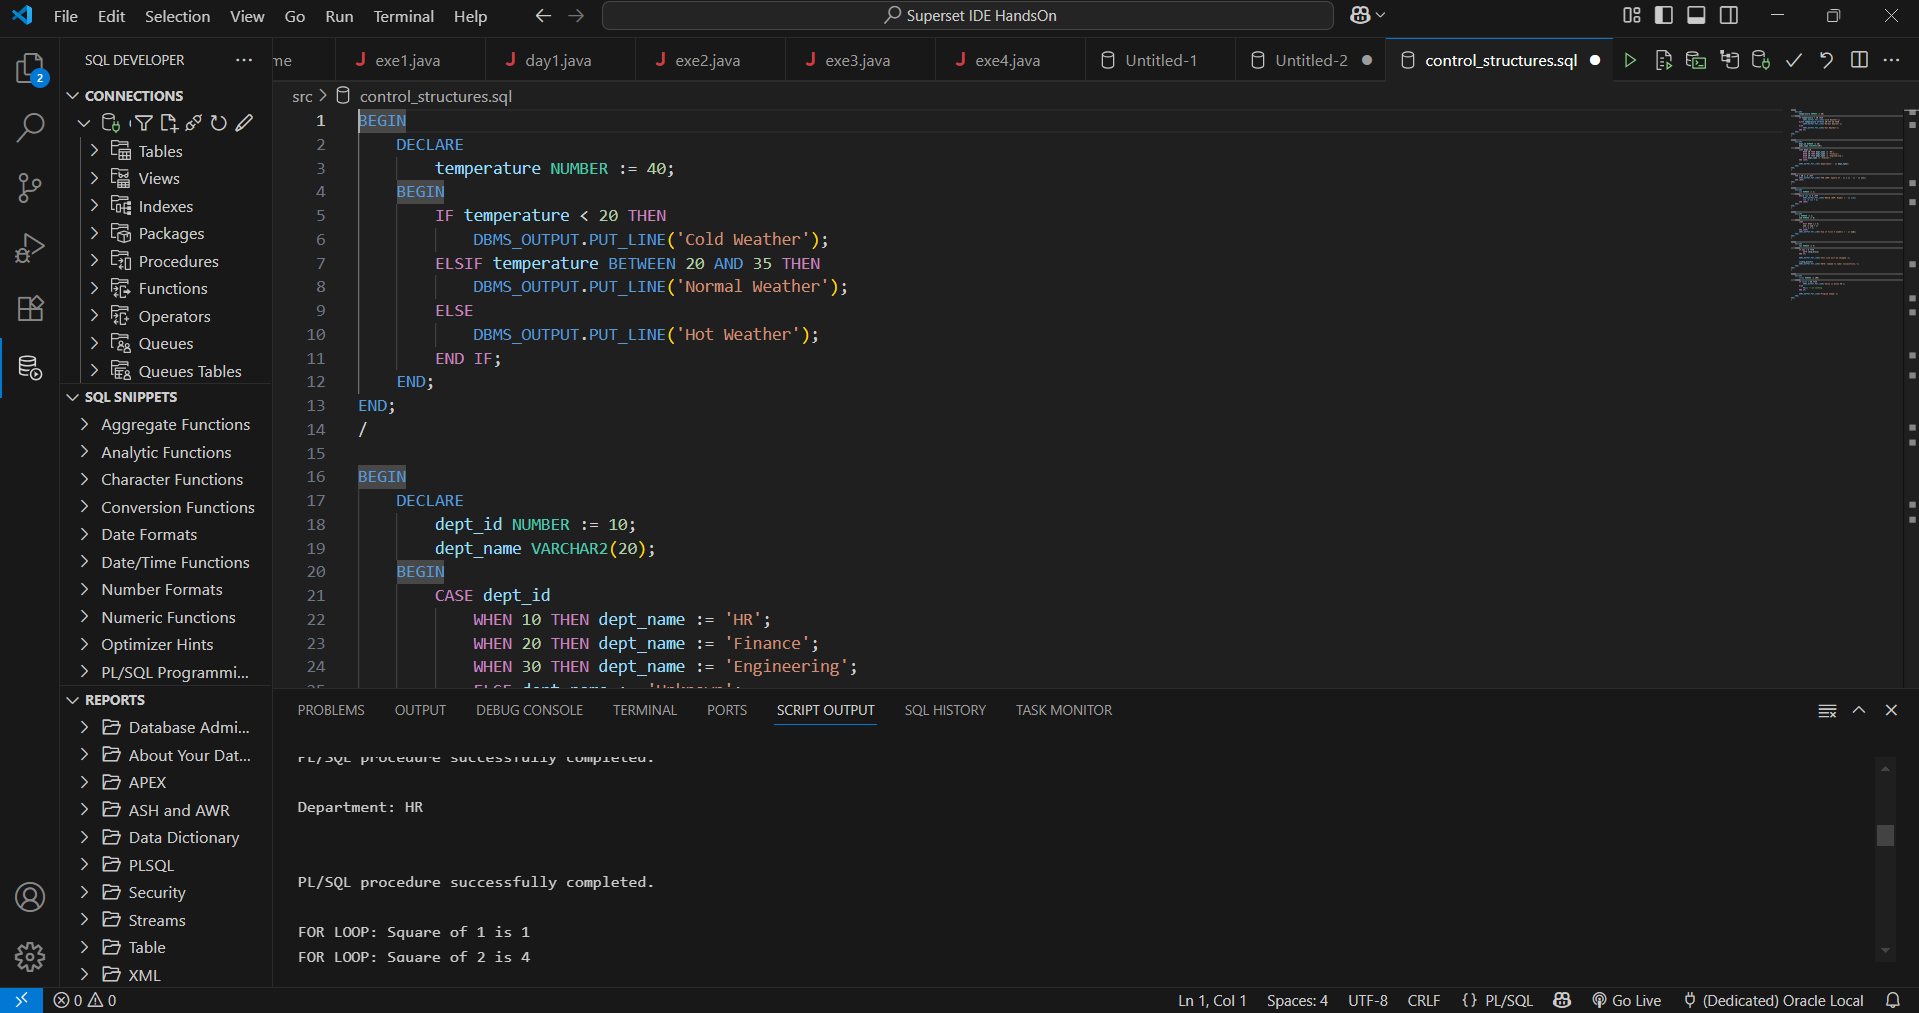 File Edit Selection View Go Run Terminal Help
Superset IDE HandsOn
SQL DEVELOPER
me
exe1.java
day1.java
exe2.java
exe3.java
exe4.java
Untitled-1
Untitled-2
control_structures.sql
2
CONNECTIONS
Tables
Views
Indexes
Packages
Procedures
Functions
Operators
Queues
Queues Tables
SQL SNIPPETS
Aggregate Functions
Analytic Functions
Character Functions
Conversion Functions
Date Formats
Date/Time Functions
Number Formats
Numeric Functions
Optimizer Hints
PL/SQL Programmi...
REPORTS
Database Admi...
About Your Dat...
APEX
ASH and AWR
Data Dictionary
PLSQL
Security
Streams
Table
XML
src > control_structures.sql
1 BEGIN
2 DECLARE
3 temperature NUMBER := 40;
4 BEGIN
5 IF temperature < 20 THEN
6 DBMS_OUTPUT.PUT_LINE('Cold Weather');
7 ELSIF temperature BETWEEN 20 AND 35 THEN
8 DBMS_OUTPUT.PUT_LINE('Normal Weather');
9 ELSE
10 DBMS_OUTPUT.PUT_LINE('Hot Weather');
11 END IF;
12 END;
13 END;
14 /
15
16 BEGIN
17 DECLARE
18 dept_id NUMBER := 10;
19 dept_name VARCHAR2(20);
20 BEGIN
21 CASE dept_id
22 WHEN 10 THEN dept_name := 'HR';
23 WHEN 20 THEN dept_name := 'Finance';
24 WHEN 30 THEN dept_name := 'Engineering';
25 ELSE dept_name := 'Unknown';
PROBLEMS OUTPUT DEBUG CONSOLE TERMINAL PORTS SCRIPT OUTPUT SQL HISTORY TASK MONITOR
PL/SQL procedure successfully completed.
Department: HR
PL/SQL procedure successfully completed.
FOR LOOP: Square of 1 is 1
FOR LOOP: Square of 2 is 4
0 0
Ln 1, Col 1 Spaces: 4 UTF-8 CRLF {} PL/SQL Go Live (Dedicated) Oracle Local